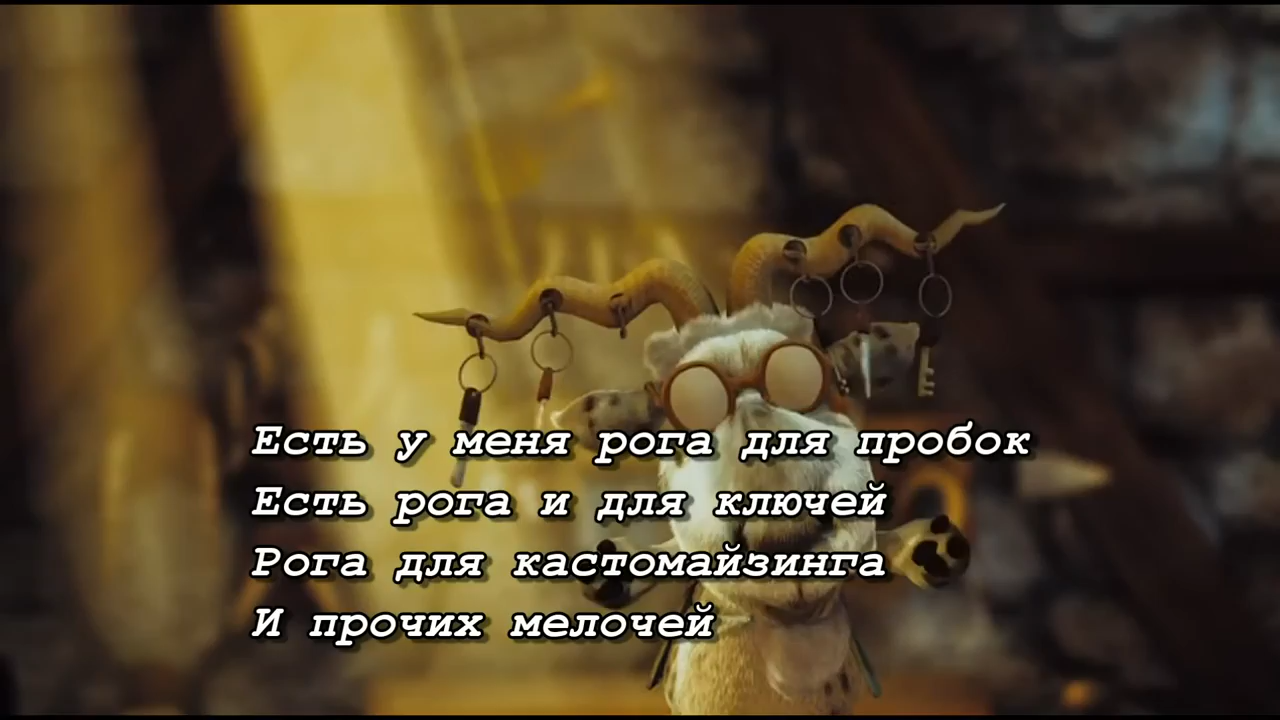 Есть у меня рога для пробок
Есть рога и для ключей
Рога для кастомайзинга
И прочих мелочей